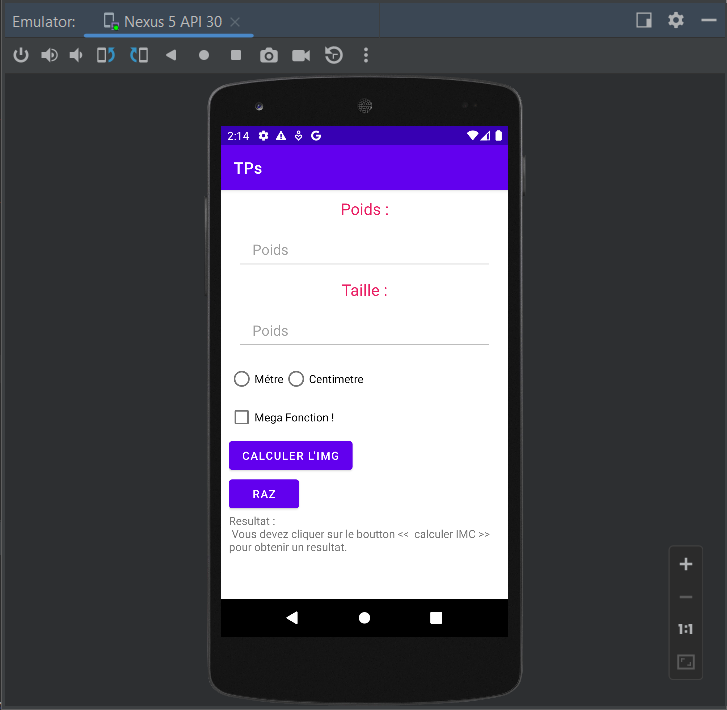 Emulator: Nexus 5 API 30
2:14
TPs
Poids :
Poids
Taille :
Poids
Métre Centimetre
Mega Fonction !
CALCULER L'IMG
RAZ
Resultat :
Vous devez cliquer sur le boutton << calculer IMC >>
pour obtenir un resultat.
1:1